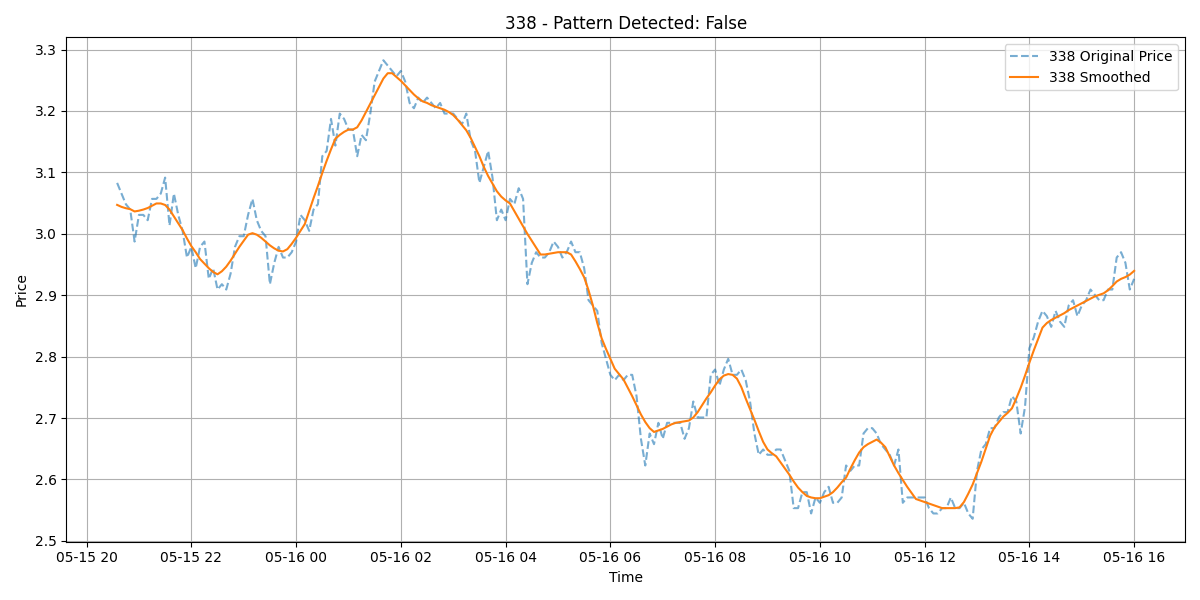 338 - Pattern Detected: False
338 Original Price
338 Smoothed
Price
3.3
3.2
3.1
3.0
2.9
2.8
2.7
2.6
2.5
05-15 20 05-15 22 05-16 00 05-16 02 05-16 04 05-16 06 05-16 08 05-16 10 05-16 12 05-16 14 05-16 16
Time